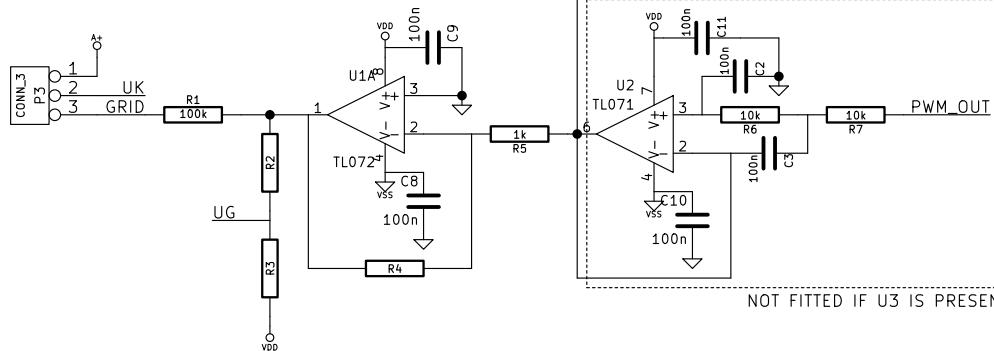 VDD
100n
C9
VDD
100n
C11
A+
CONN_3
P3
1
2
3
UK
GRID
R1
100k
U1A
8
V+
3
1
2
V-
TL072
4
VSS
C8
100n
1k
R5
U2
7
TL071
100n
C2
V+
3
6
2
V-
4
VSS
C10
100n
10k
R6
10k
R7
PWM_OUT
100n
C3
R2
UG
R3
R4
VDD
NOT FITTED IF U3 IS PRESEN